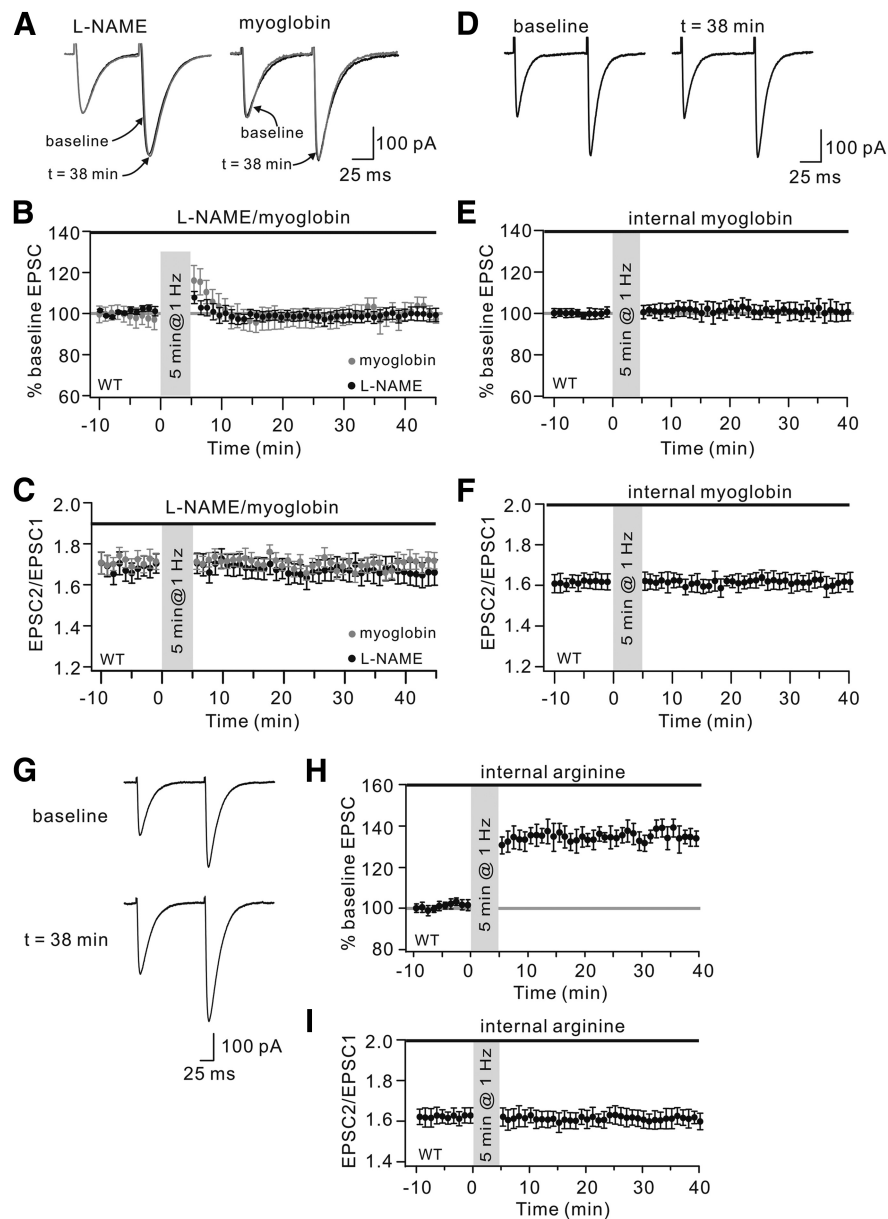 A
L-NAME
myoglobin
baseline
baseline
t = 38 min
t = 38 min
100 pA
25 ms
B
L-NAME/myoglobin
% baseline EPSC
140
120
100
80
60
5 min@1 Hz
myoglobin
L-NAME
WT
-10 0 10 20 30 40
Time (min)
C
L-NAME/myoglobin
EPSC2/EPSC1
2.0
1.8
1.6
1.4
1.2
5 min@1 Hz
myoglobin
L-NAME
WT
-10 0 10 20 30 40
Time (min)
D
baseline
t = 38 min
100 pA
25 ms
E
internal myoglobin
% baseline EPSC
140
120
100
80
60
5 min @ 1 Hz
WT
-10 0 10 20 30 40
Time (min)
F
internal myoglobin
EPSC2/EPSC1
2.0
1.8
1.6
1.4
1.2
5 min @ 1 Hz
WT
-10 0 10 20 30 40
Time (min)
G
baseline
t = 38 min
100 pA
25 ms
H
internal arginine
% baseline EPSC
160
140
120
100
80
5 min @ 1 Hz
WT
-10 0 10 20 30 40
Time (min)
I
internal arginine
EPSC2/EPSC1
2.0
1.8
1.6
1.4
5 min @ 1 Hz
WT
-10 0 10 20 30 40
Time (min)